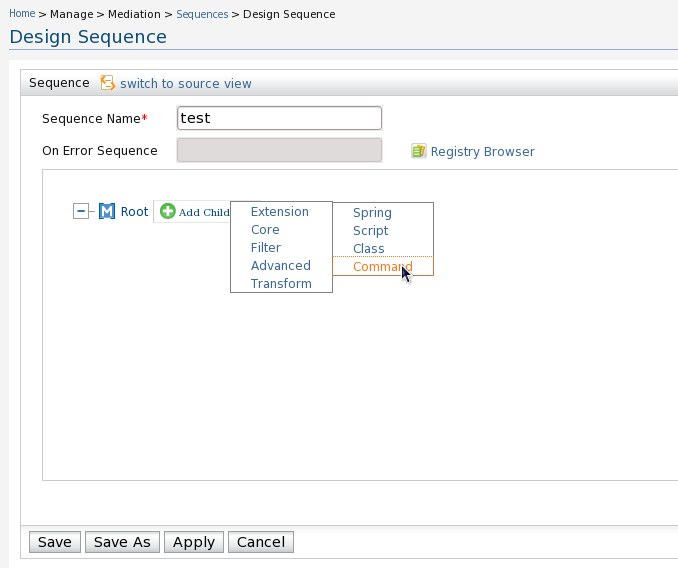 Home > Manage > Mediation > Sequences > Design Sequence
Design Sequence
Sequence switch to source view
Sequence Name* test
On Error Sequence Registry Browser
Root Add Child
Extension
Core
Filter
Advanced
Transform
Spring
Script
Class
Command
Save Save As Apply Cancel